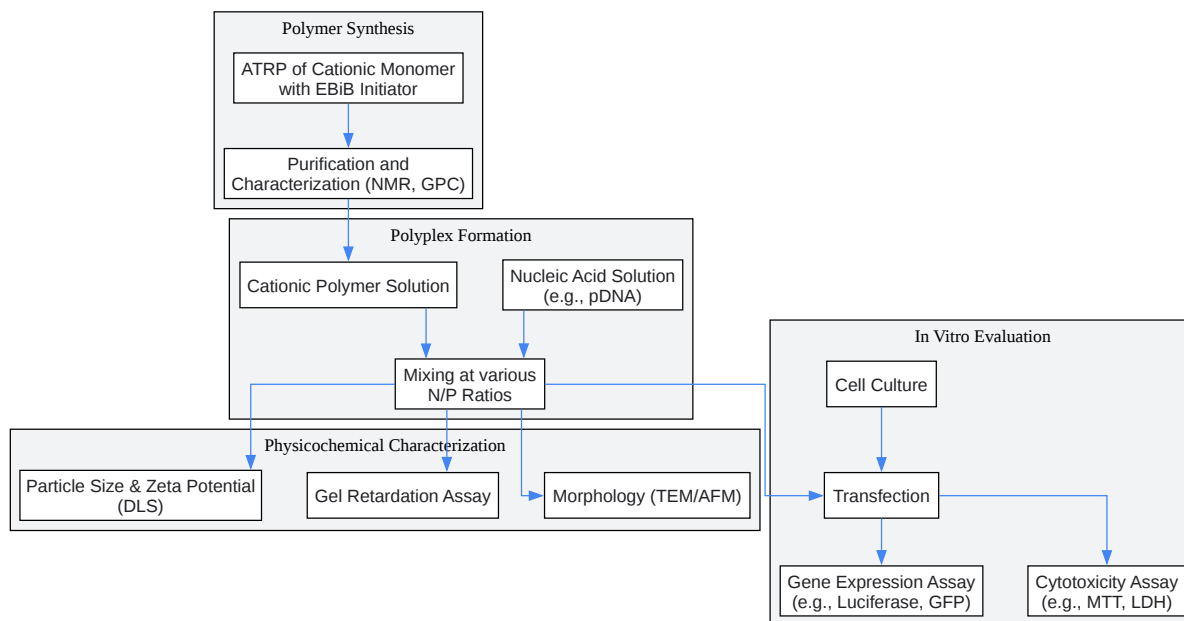 Polymer Synthesis
ATRP of Cationic Monomer
with EBiB Initiator
Purification and
Characterization (NMR, GPC)
Polyplex Formation
Cationic Polymer Solution
Nucleic Acid Solution
(e.g., pDNA)
Mixing at various
N/P Ratios
Physicochemical Characterization
Particle Size & Zeta Potential
(DLS)
Gel Retardation Assay
Morphology (TEM/AFM)
In Vitro Evaluation
Cell Culture
Transfection
Gene Expression Assay
(e.g., Luciferase, GFP)
Cytotoxicity Assay
(e.g., MTT, LDH)